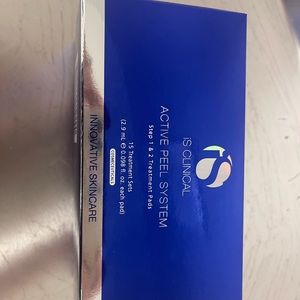 iS CLINICAL
ACTIVE PEEL SYSTEM
Step 1 & 2 Treatment Pads
15 Treatment Sets
(2.9 mL ℮ 0.098 fl. oz. each pad)
COSMECEUTICALS
INNOVATIVE SKINCARE